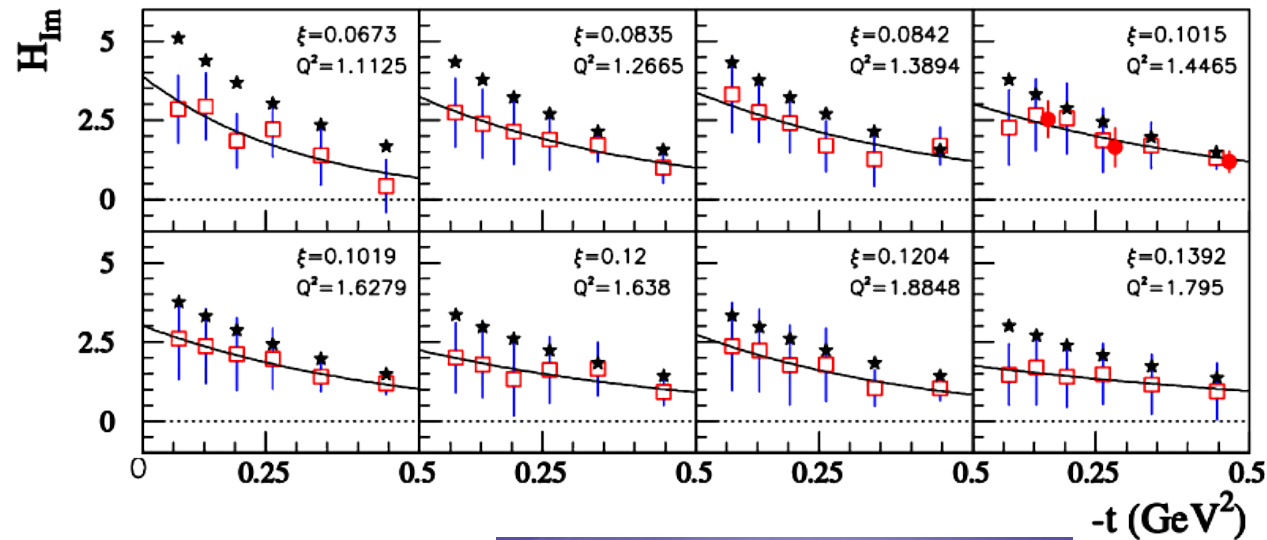 H_Im
5
2.5
0
ξ=0.0673
Q²=1.1125
ξ=0.0835
Q²=1.2665
ξ=0.0842
Q²=1.3894
ξ=0.1015
Q²=1.4465
5
2.5
0
ξ=0.1019
Q²=1.6279
ξ=0.12
Q²=1.638
ξ=0.1204
Q²=1.8848
ξ=0.1392
Q²=1.795
0 0.25 0.5 0.25 0.5 0.25 0.5 0.25 0.5
-t (GeV²)